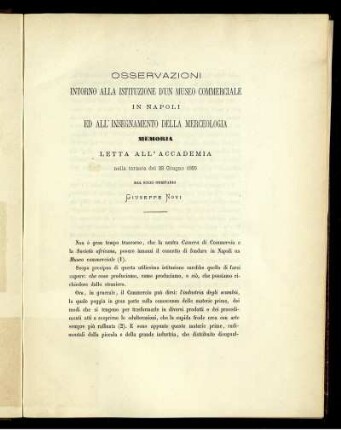 OSSERVAZIONI
INTORNO ALLA ISTITUZIONE D'UN MUSEO COMMERCIALE
IN NAPOLI
ED ALL'INSEGNAMENTO DELLA MERCEOLOGIA
MEMORIA
LETTA ALL'ACCADEMIA
nella tornata del Giugno
DAL SOCIO ORDINARIO
GIUSEPPE NOVI
Non è gran tempo trascorso, che la nostra Camera di Commercio e
la Società africana, posero innanzi il concetto di fondare in Napoli un
Museo commerciale (1).
Scopo precipuo di questa utilissima istituzione sarebbe quello di farci
sapere: che cosa produciamo, come produciamo, e ciò, che possiamo ri-
chiedere dallo straniero.
Ora, in generale, il Commercio può dirsi: l'industria degli scambi,
la quale poggia in gran parte sulla conoscenza delle materie prime, dei
modi che si tengono per trasformarle in diversi prodotti e dei procedi-
menti atti a scoprirne le adulterazioni, che la cupida frode crea con arte
sempre più raffinata (2). E sono appunto queste materie prime, rudi-
mentali della piccola e della grande industria, che distribuite disugual-